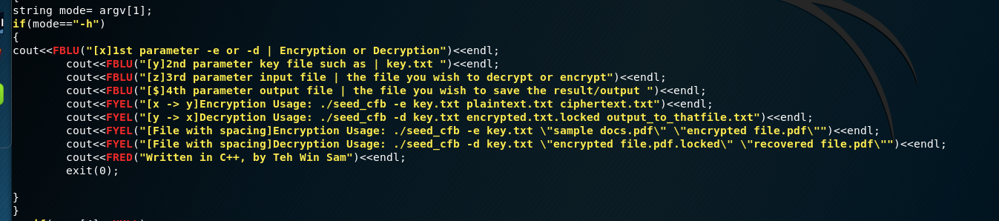 string mode= argv[1];
if(mode=="-h")
{
cout<<FBLU("[x]1st parameter -e or -d | Encryption or Decryption")<<endl;
cout<<FBLU("[y]2nd parameter key file such as | key.txt ")<<endl;
cout<<FBLU("[z]3rd parameter input file | the file you wish to decrypt or encrypt")<<endl;
cout<<FBLU("[$]4th parameter output file | the file you wish to save the result/output ")<<endl;
cout<<FYEL("[x -> y]Encryption Usage: ./seed_cfb -e key.txt plaintext.txt ciphertext.txt")<<endl;
cout<<FYEL("[y -> x]Decryption Usage: ./seed_cfb -d key.txt encrypted.txt.locked output_to_thatfile.txt")<<endl;
cout<<FYEL("[File with spacing]Encryption Usage: ./seed_cfb -e key.txt \"sample docs.pdf\" \"encrypted file.pdf\"")<<endl;
cout<<FYEL("[File with spacing]Decryption Usage: ./seed_cfb -d key.txt \"encrypted file.pdf.locked\" \"recovered file.pdf\"")<<endl;
cout<<FRED("Written in C++, by Teh Win Sam")<<endl;
exit(0);
}
}